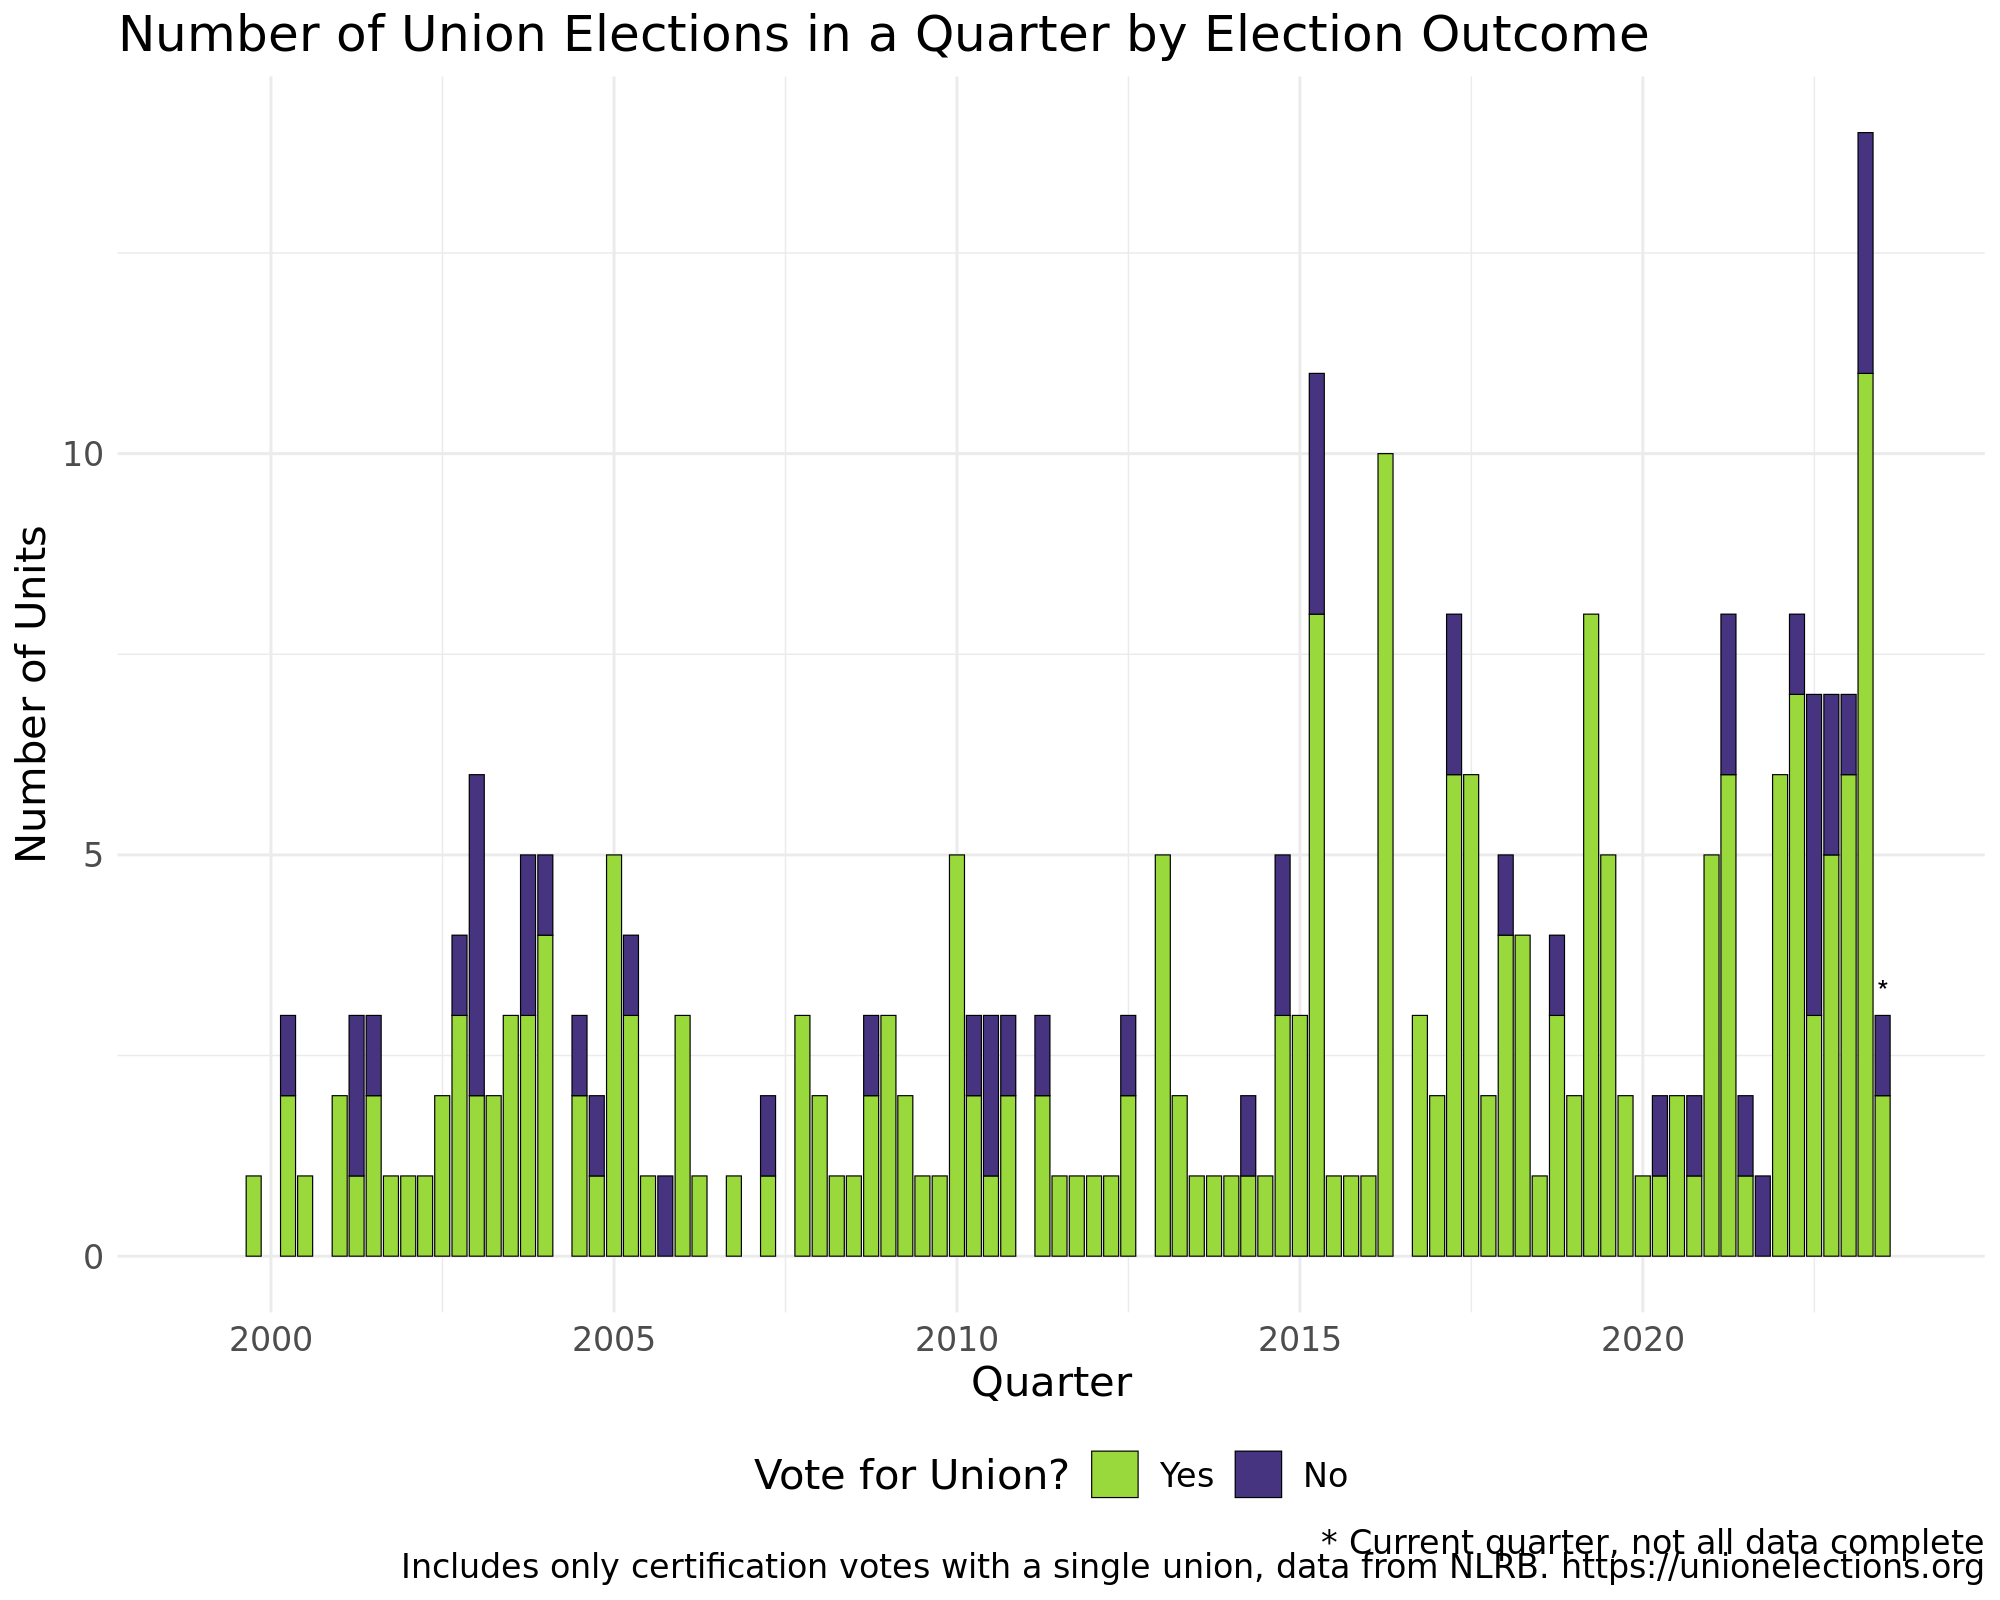 Number of Union Elections in a Quarter by Election Outcome
Number of Units
10
5
0
*
2000 2005 2010 2015 2020
Quarter
Vote for Union? Yes No
* Current quarter, not all data complete
Includes only certification votes with a single union, data from NLRB. https://unionelections.org